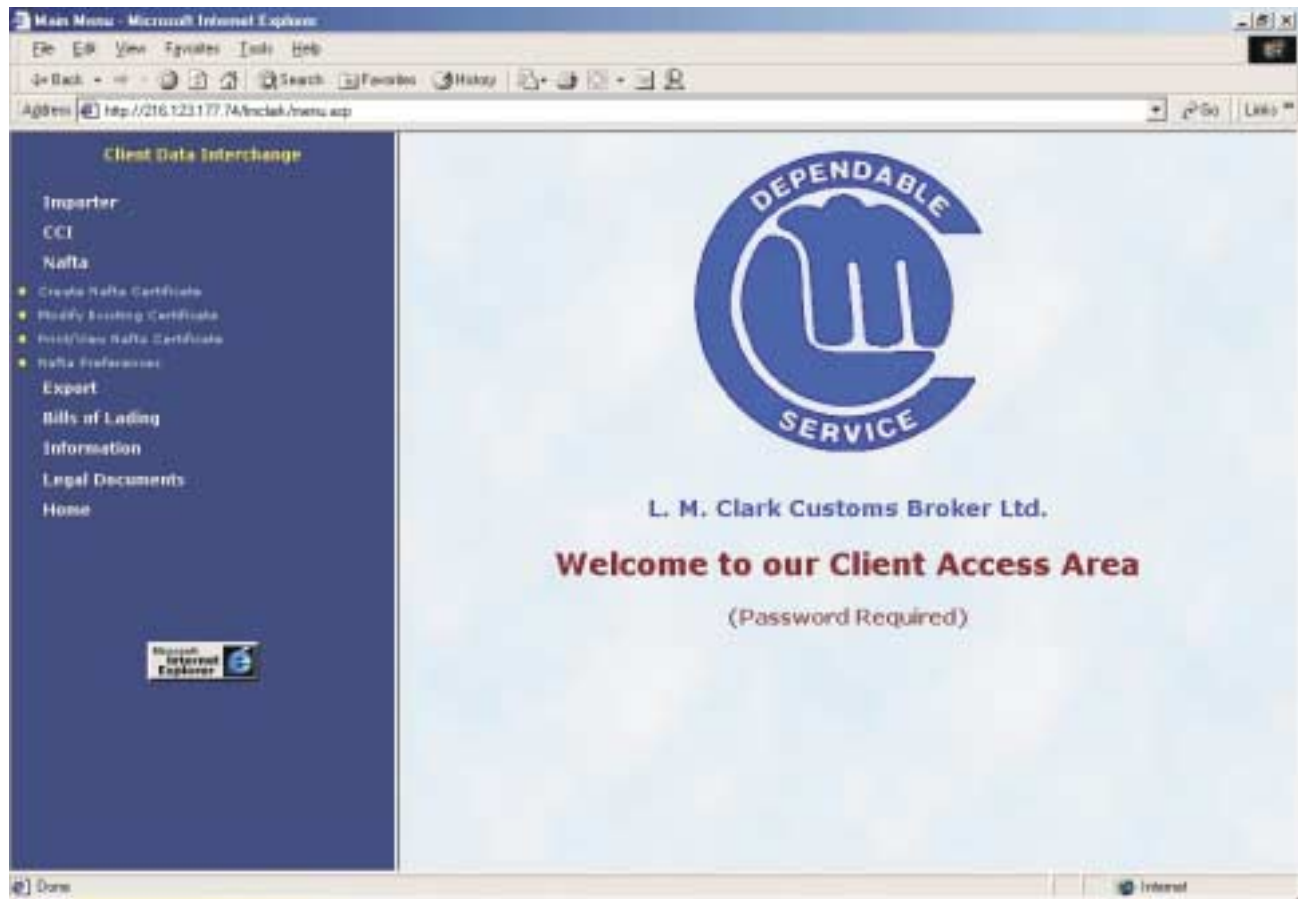 Main Menu - Microsoft Internet Explorer
File Edit View Favorites Tools Help
Back Search Favorites History
Address http://216.123.177.74/lmclark/menu.asp Go Links
Client Data Interchange
Importer
CCI
Nafta
Create Nafta Certificate
Modify Existing Certificate
Print/View Nafta Certificate
Nafta Preferences
Export
Bills of Lading
Information
Legal Documents
Home
Microsoft
Internet
Explorer
DEPENDABLE
SERVICE
L. M. Clark Customs Broker Ltd.
Welcome to our Client Access Area
(Password Required)
Done Internet